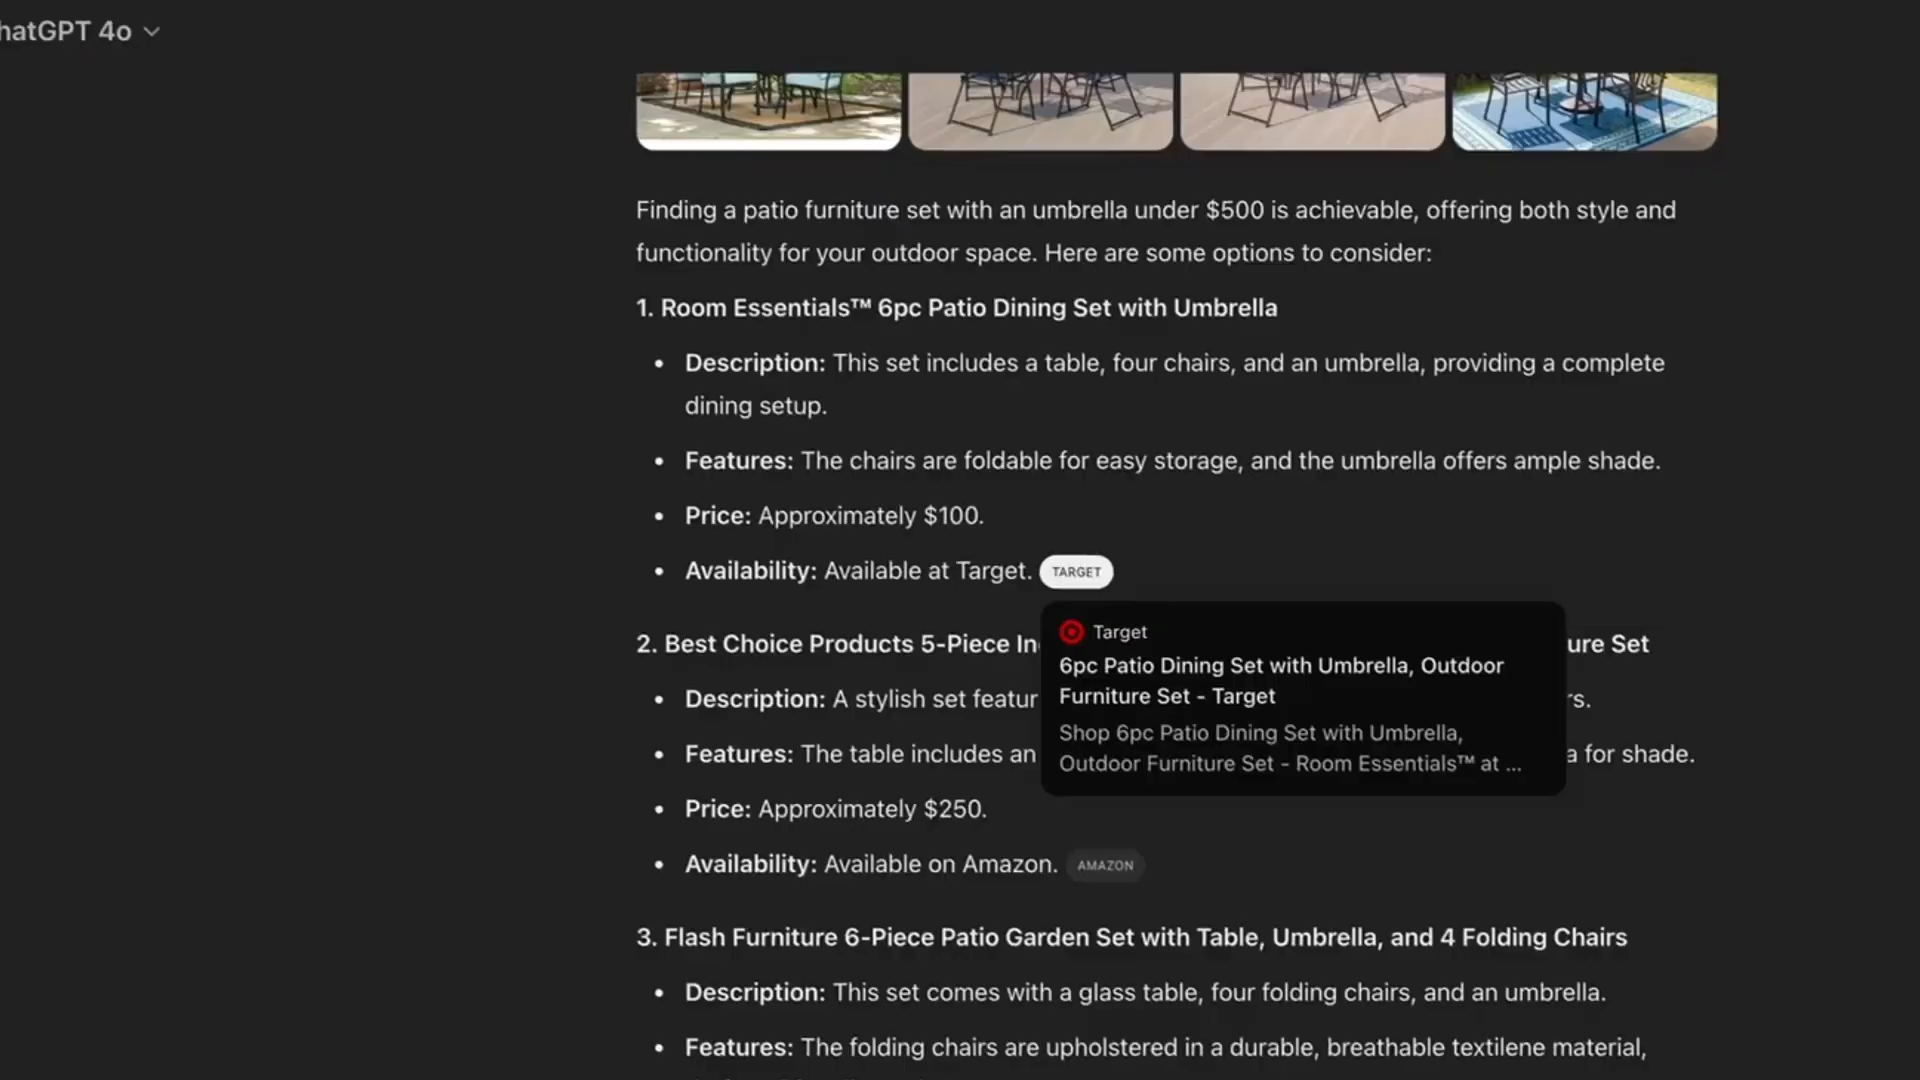 hatGPT 4o
Finding a patio furniture set with an umbrella under $500 is achievable, offering both style and
functionality for your outdoor space. Here are some options to consider:
1. Room Essentials™ 6pc Patio Dining Set with Umbrella
• Description: This set includes a table, four chairs, and an umbrella, providing a complete
dining setup.
• Features: The chairs are foldable for easy storage, and the umbrella offers ample shade.
• Price: Approximately $100.
• Availability: Available at Target. TARGET
Target
6pc Patio Dining Set with Umbrella, Outdoor
Furniture Set - Target
Shop 6pc Patio Dining Set with Umbrella,
Outdoor Furniture Set - Room Essentials™ at ...
2. Best Choice Products 5-Piece In ure Set
• Description: A stylish set featur rs.
• Features: The table includes an a for shade.
• Price: Approximately $250.
• Availability: Available on Amazon. AMAZON
3. Flash Furniture 6-Piece Patio Garden Set with Table, Umbrella, and 4 Folding Chairs
• Description: This set comes with a glass table, four folding chairs, and an umbrella.
• Features: The folding chairs are upholstered in a durable, breathable textilene material,